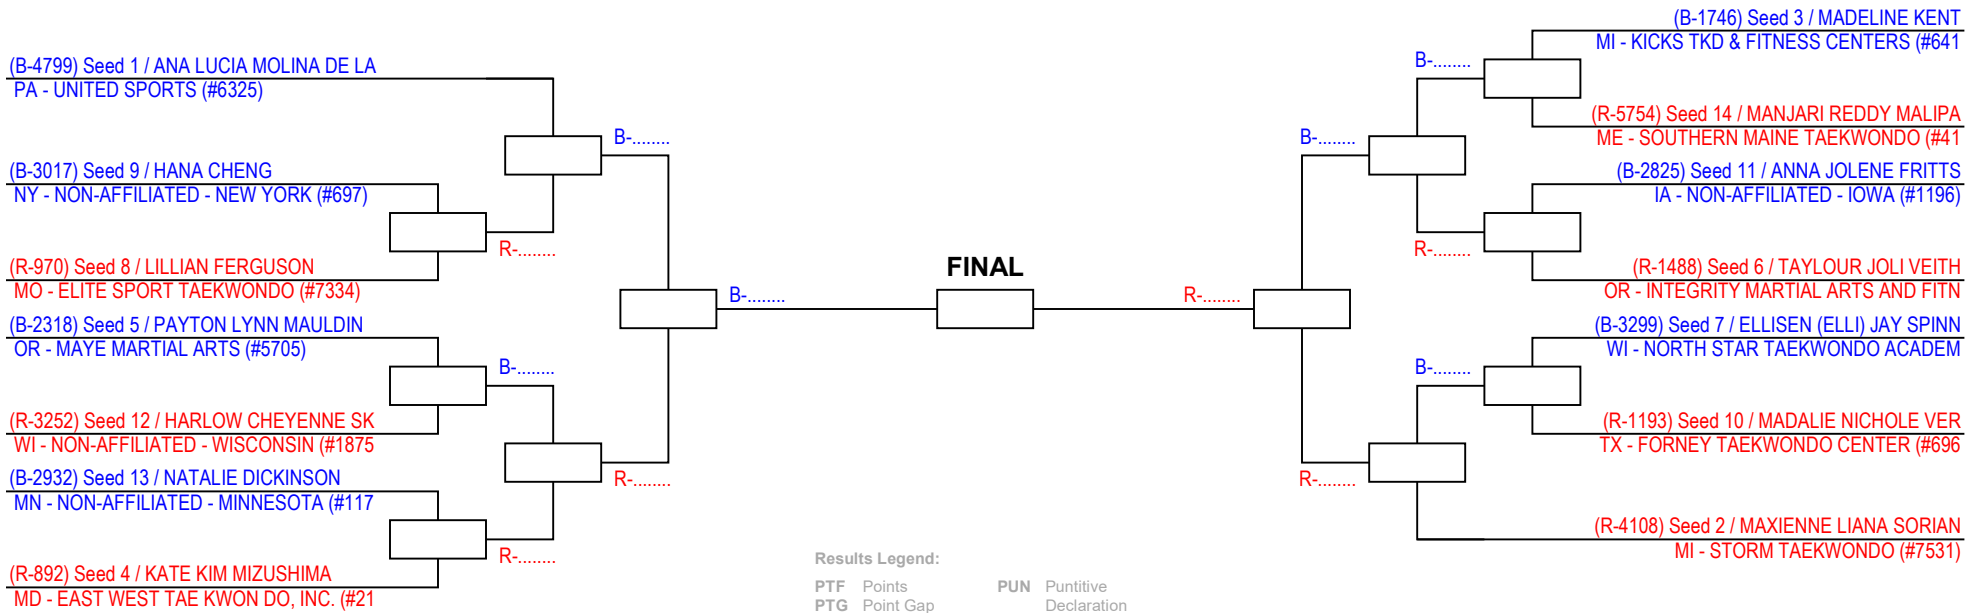 (B-4799) Seed 1 / ANA LUCIA MOLINA DE LA
PA - UNITED SPORTS (#6325)
(B-3017) Seed 9 / HANA CHENG
NY - NON-AFFILIATED - NEW YORK (#697)
(R-970) Seed 8 / LILLIAN FERGUSON
MO - ELITE SPORT TAEKWONDO (#7334)
(B-2318) Seed 5 / PAYTON LYNN MAULDIN
OR - MAYE MARTIAL ARTS (#5705)
(R-3252) Seed 12 / HARLOW CHEYENNE SK
WI - NON-AFFILIATED - WISCONSIN (#1875
(B-2932) Seed 13 / NATALIE DICKINSON
MN - NON-AFFILIATED - MINNESOTA (#117
(R-892) Seed 4 / KATE KIM MIZUSHIMA
MD - EAST WEST TAE KWON DO, INC. (#21
R-........
B-........
R-........
B-........
R-........
B-........
FINAL
R-........
B-........
R-........
B-........
R-........
B-........
(B-1746) Seed 3 / MADELINE KENT
MI - KICKS TKD & FITNESS CENTERS (#641
(R-5754) Seed 14 / MANJARI REDDY MALIPA
ME - SOUTHERN MAINE TAEKWONDO (#41
(B-2825) Seed 11 / ANNA JOLENE FRITTS
IA - NON-AFFILIATED - IOWA (#1196)
(R-1488) Seed 6 / TAYLOUR JOLI VEITH
OR - INTEGRITY MARTIAL ARTS AND FITN
(B-3299) Seed 7 / ELLISEN (ELLI) JAY SPINN
WI - NORTH STAR TAEKWONDO ACADEM
(R-1193) Seed 10 / MADALIE NICHOLE VER
TX - FORNEY TAEKWONDO CENTER (#696
(R-4108) Seed 2 / MAXIENNE LIANA SORIAN
MI - STORM TAEKWONDO (#7531)
Results Legend:
PTF Points PUN Puntitive
PTG Point Gap Declaration